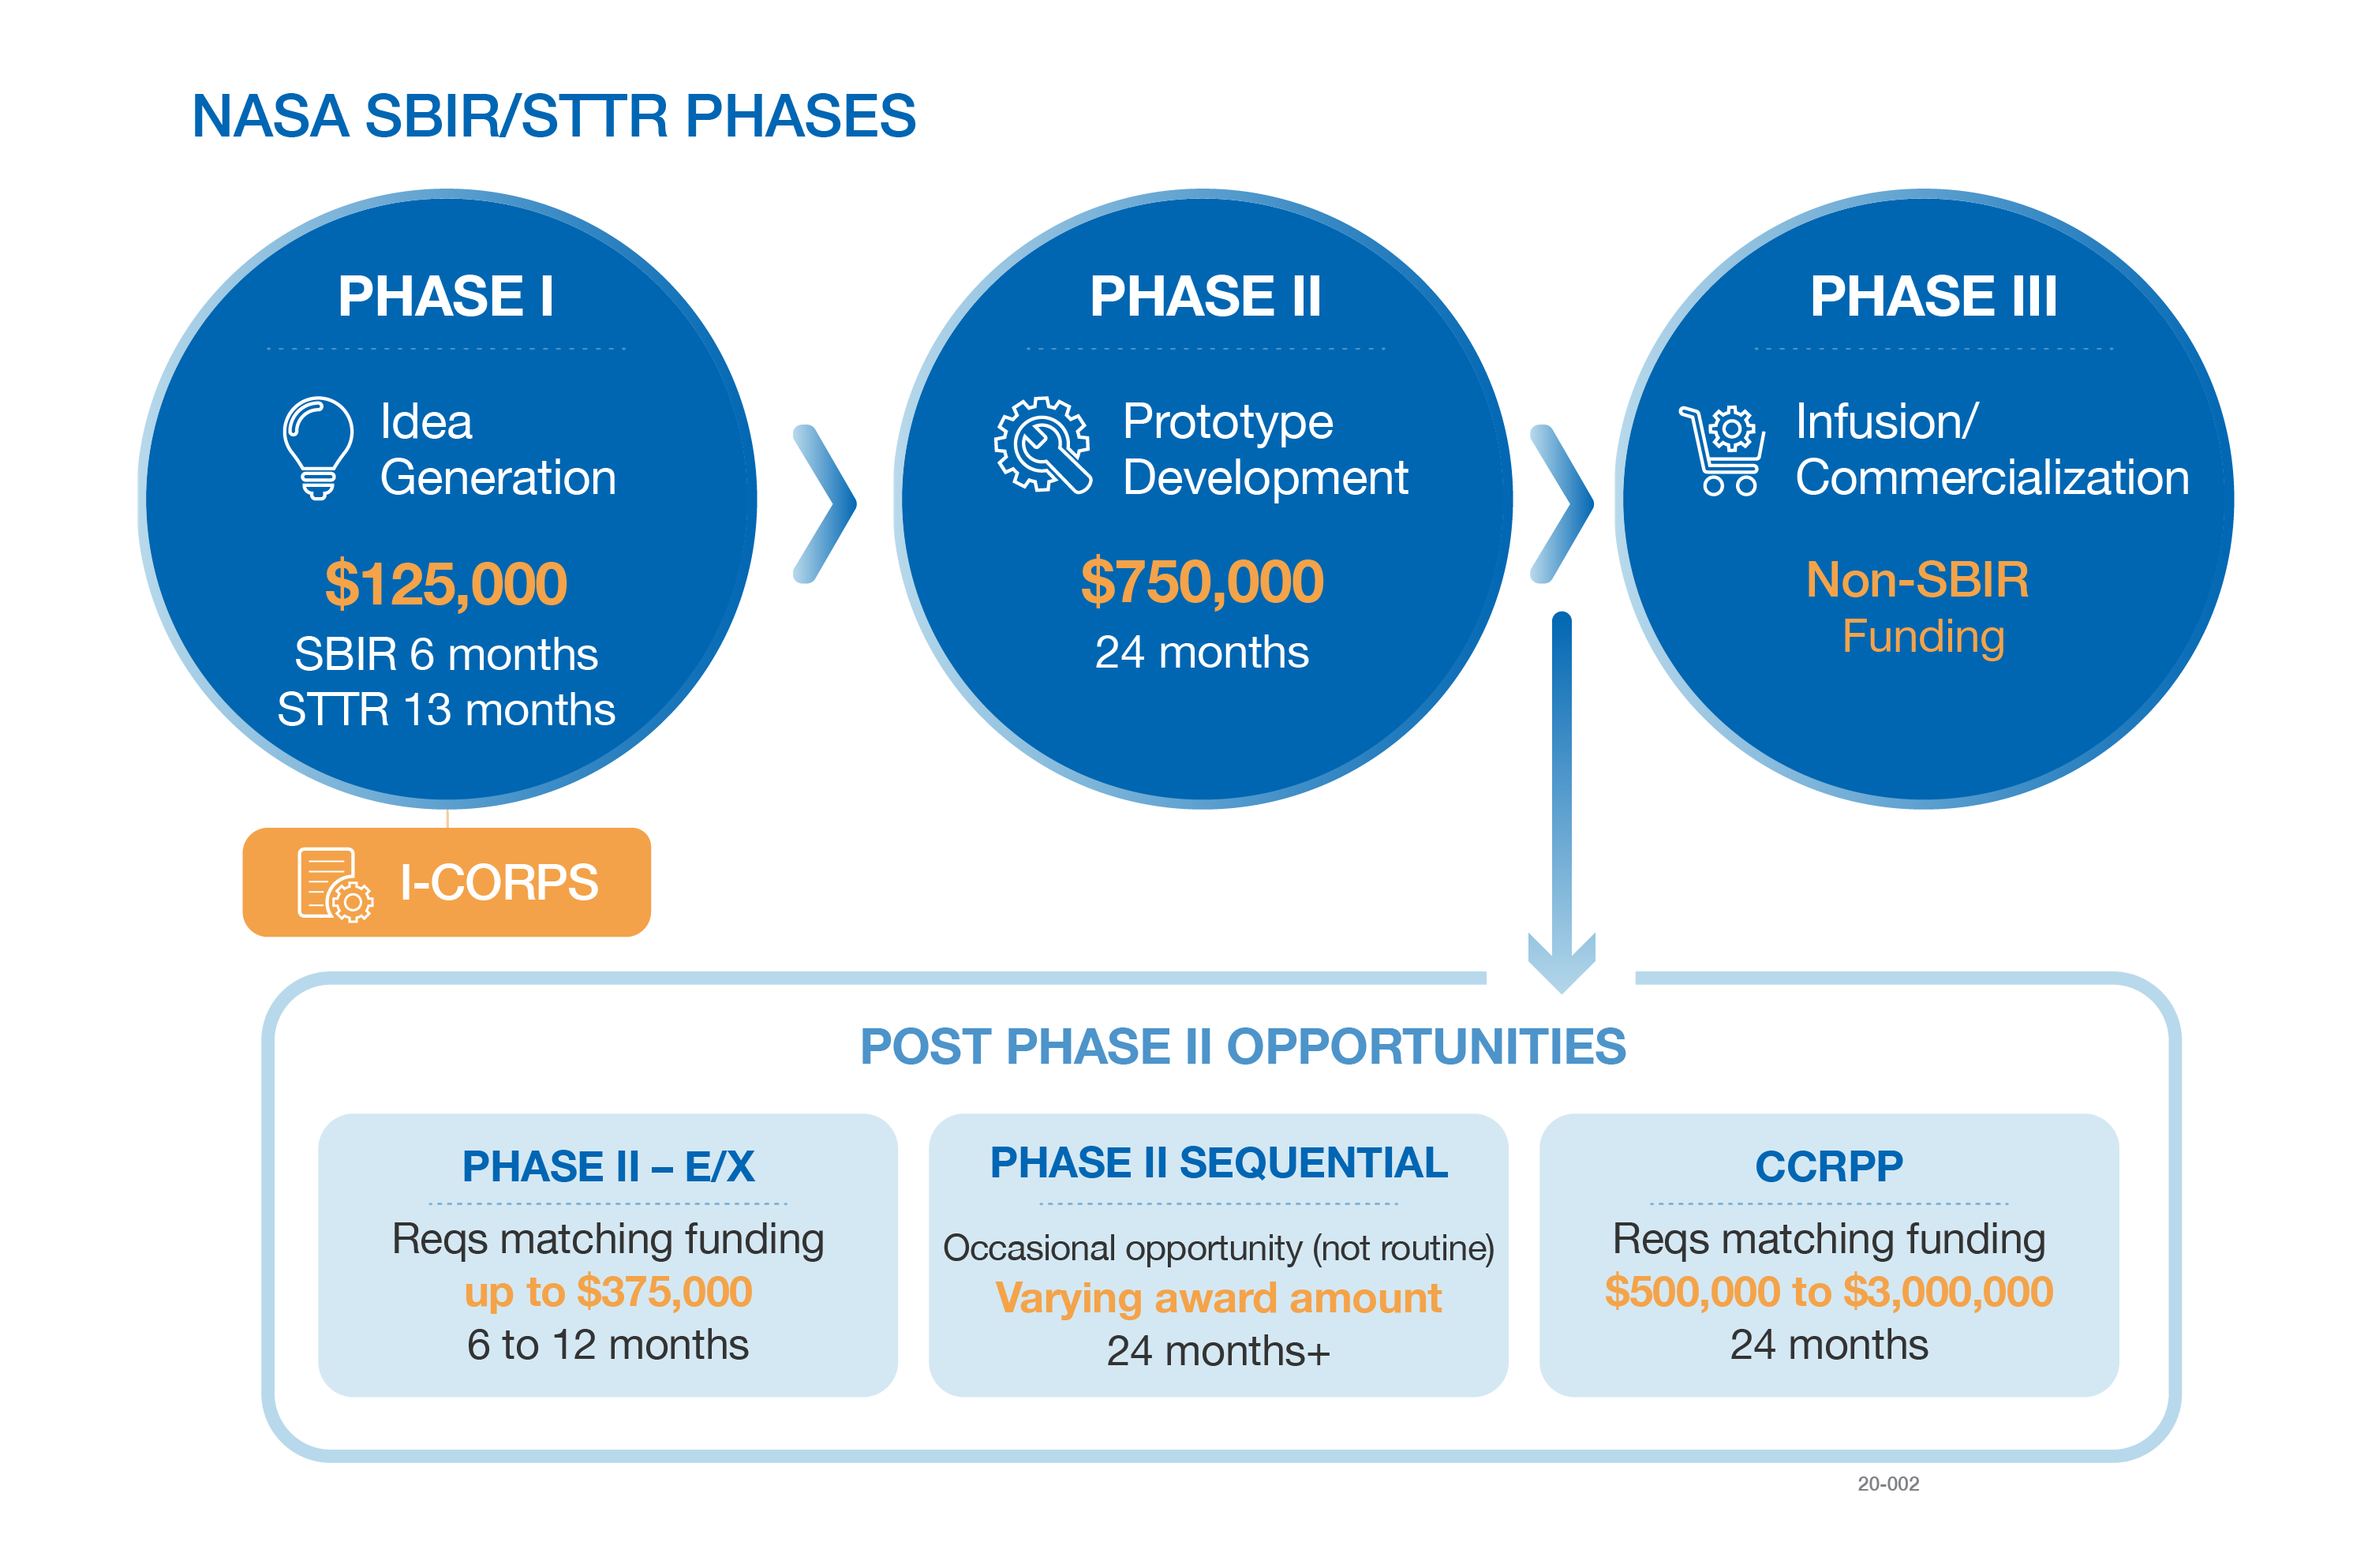 NASA SBIR/STTR PHASES
PHASE I
Idea
Generation
$125,000
SBIR 6 months
STTR 13 months
I-CORPS
PHASE II
Prototype
Development
$750,000
24 months
PHASE III
Infusion/
Commercialization
Non-SBIR
Funding
POST PHASE II OPPORTUNITIES
PHASE II – E/X
Reqs matching funding
up to $375,000
6 to 12 months
PHASE II SEQUENTIAL
Occasional opportunity (not routine)
Varying award amount
24 months+
CCRPP
Reqs matching funding
$500,000 to $3,000,000
24 months
20-002